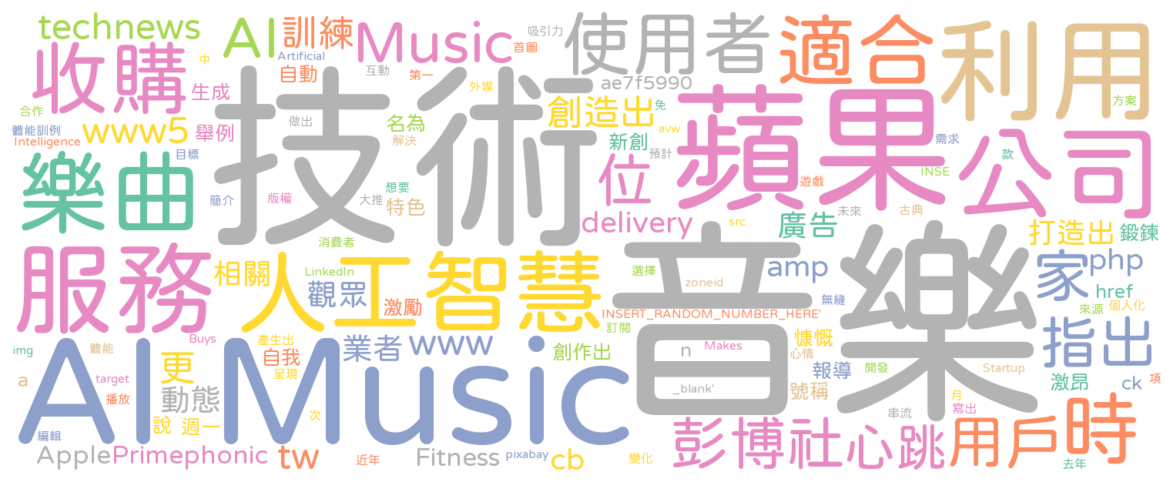 technews
AI
訓練
Music
吸引力
首圖
使用者
適合
利用
收購
中
Artificial
自動
互動
第一
外媒
ae7f5990
生成
合作
技術
創造出
免
蘋果
方案
體能訓例
www5
舉例
做出
名為
avw
需求
公司
Intelligence
解決
新創
目標
預計
款
樂曲
位
遊戲
INSE
簡介
版權
大推
想要
特色
delivery
未來
古典
src
廣告
打造出
鍛鍊
消費者
音樂
服務
相關
人工智慧
LinkedIn
選擇
amp
家
php
觀眾
激勵
zoneid
無縫
href
來源
個人化
INSERT_RANDOM_NUMBER_HERE'
訂閱
指出
img
體能
Buys
產生出
業者
www
創作出
n
Makes
慷慨
心情
AI Music
自我
更
報導
開發
Startup
激昂
ck
項
a
target
呈現
動態
_blank'
號稱
播放
月
次
說
週一
串流
寫出
編輯
彭博社
心跳
用戶
時
Apple
Primephonic
tw
近年
Fitness
pixabay
cb
變化
去年